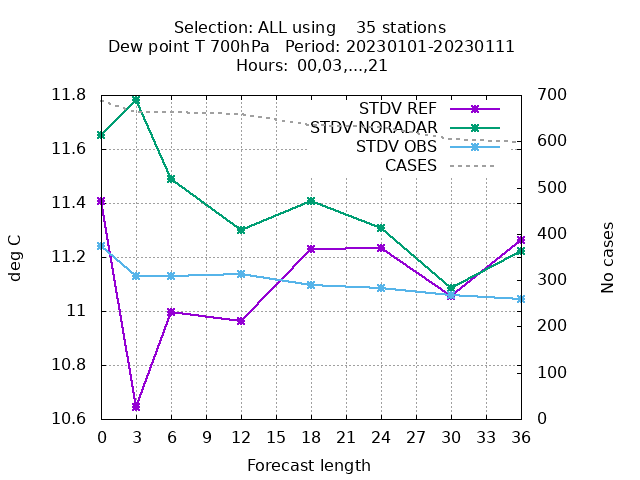 Selection: ALL using    35 stations
Dew point T 700hPa   Period: 20230101-20230111
Hours: 00,03,...,21
STDV REF
STDV NORADAR
STDV OBS
CASES
11.8
11.6
11.4
11.2
11
10.8
10.6
deg C
700
600
500
400
300
200
100
0
No cases
0 3 6 9 12 15 18 21 24 27 30 33 36
Forecast length